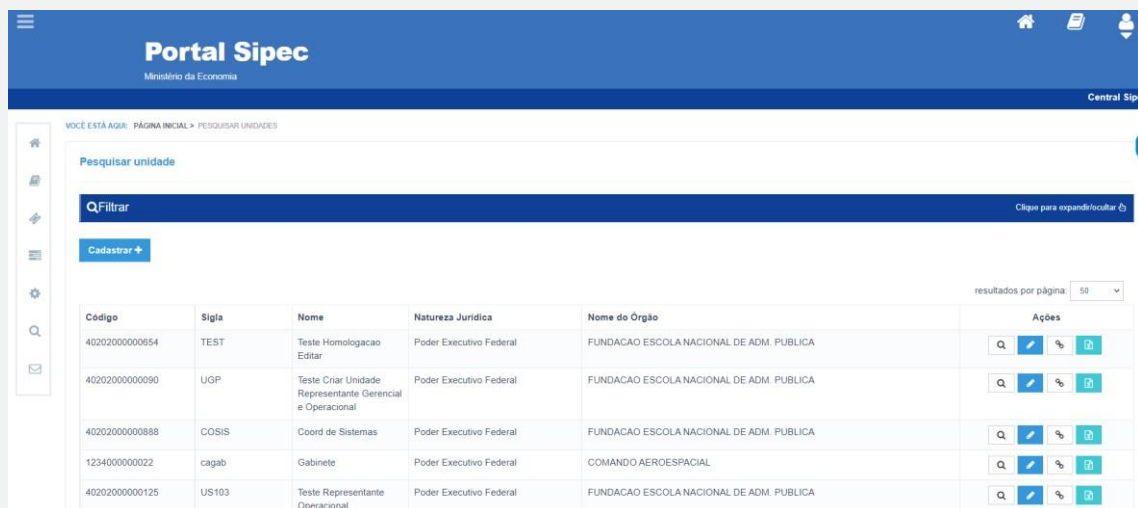 Portal Sipec
Ministério da Economia
Central Sip
VOCÊ ESTÁ AQUI: PÁGINA INICIAL > PESQUISAR UNIDADES
Pesquisar unidade
Filtrar
Clique para expandir/ocultar
Cadastrar +
resultados por página: 50
Código Sigla Nome Natureza Jurídica Nome do Órgão Ações
40202000000654 TEST Teste Homologacao Poder Executivo Federal FUNDACAO ESCOLA NACIONAL DE ADM. PUBLICA
Editar
40202000000090 UGP Teste Criar Unidade Poder Executivo Federal FUNDACAO ESCOLA NACIONAL DE ADM. PUBLICA
Representante Gerencial
e Operacional
40202000000888 COSIS Coord de Sistemas Poder Executivo Federal FUNDACAO ESCOLA NACIONAL DE ADM. PUBLICA
1234000000022 cagab Gabinete Poder Executivo Federal COMANDO AEROESPACIAL
40202000000125 US103 Teste Representante Poder Executivo Federal FUNDACAO ESCOLA NACIONAL DE ADM. PUBLICA
Operacional